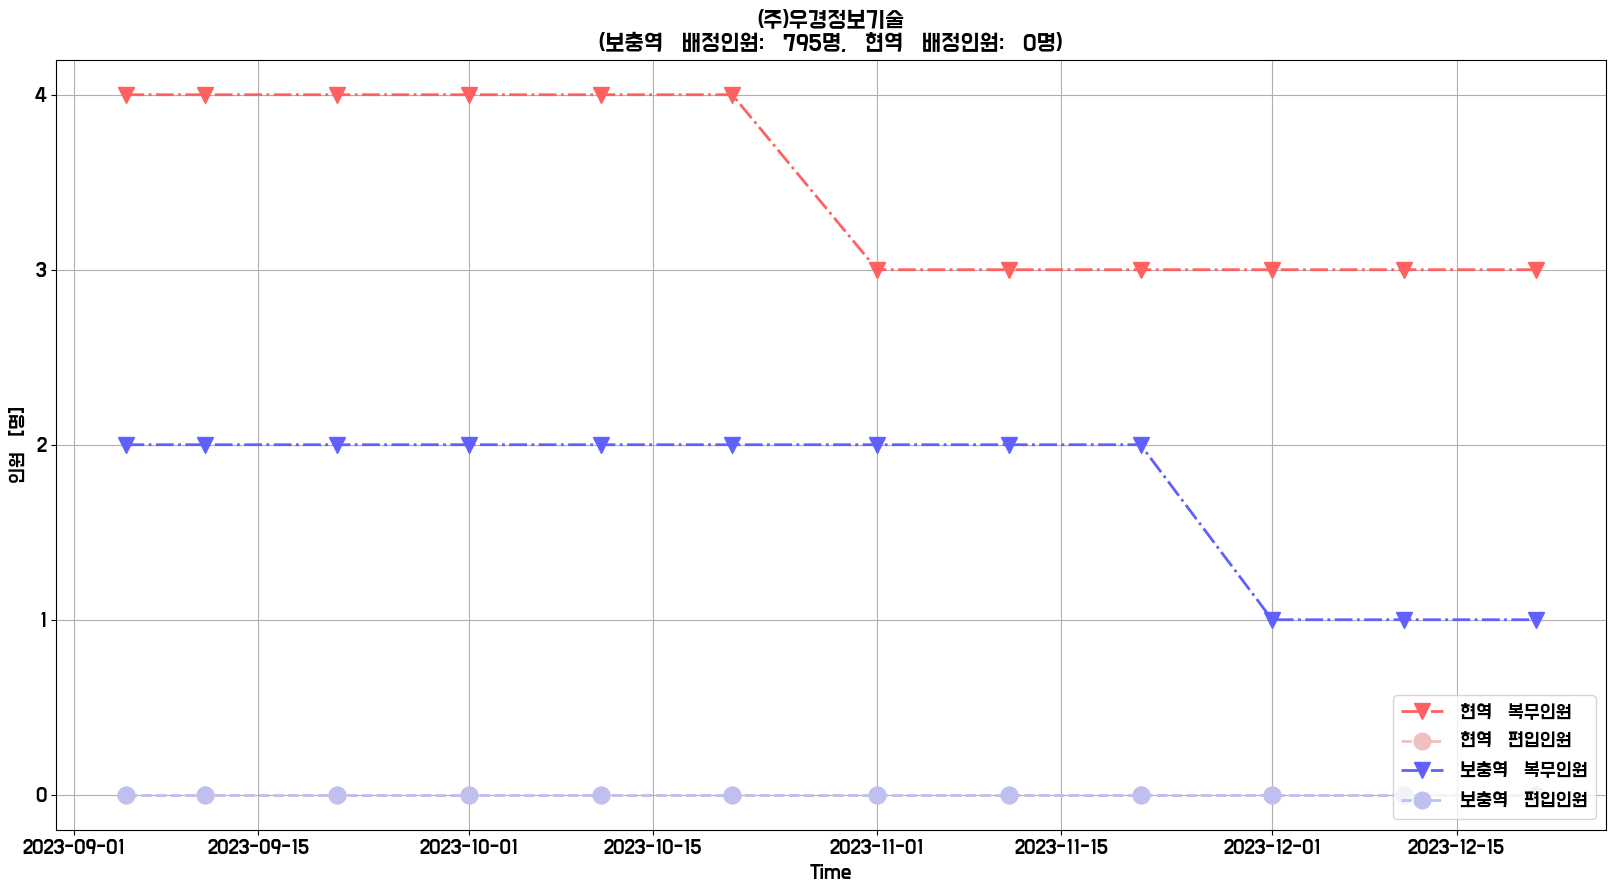 (주)우경정보기술
(보충역 배정인원: 795명, 현역 배정인원: 0명)
인원 [명]
4
3
2
1
0
현역 복무인원
현역 편입인원
보충역 복무인원
보충역 편입인원
2023-09-01 2023-09-15 2023-10-01 2023-10-15 2023-11-01 2023-11-15 2023-12-01 2023-12-15
Time